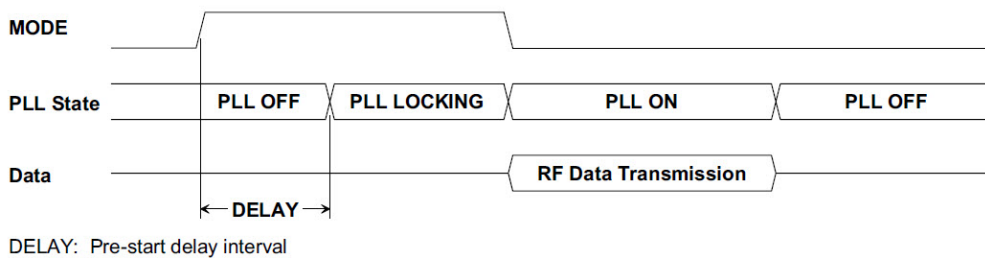 MODE
PLL State
PLL OFF
PLL LOCKING
PLL ON
PLL OFF
Data
RF Data Transmission
DELAY
DELAY: Pre-start delay interval